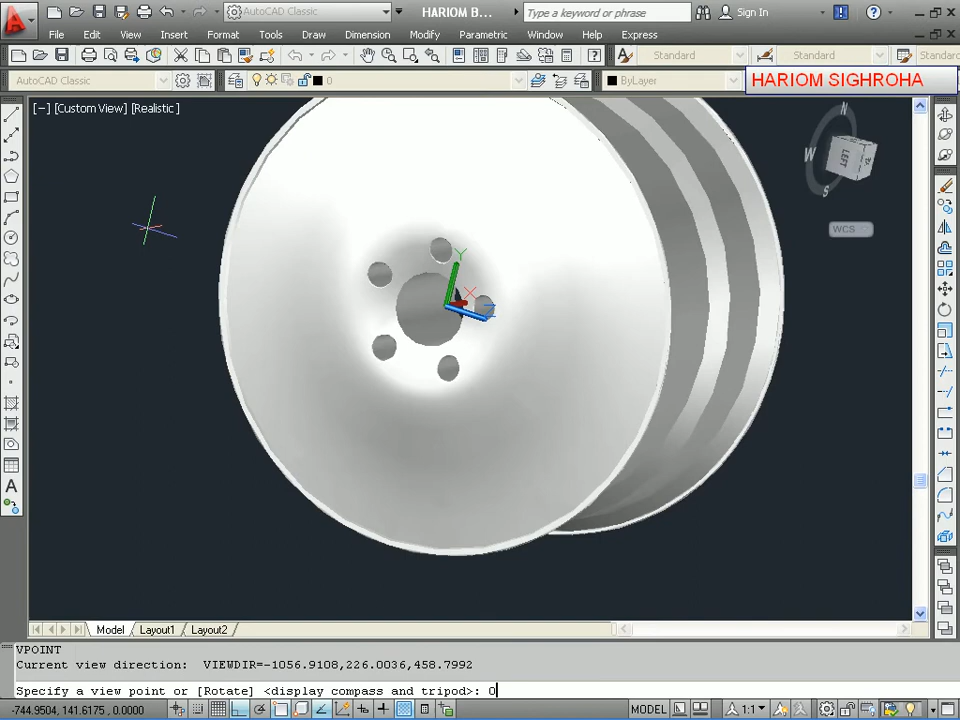 AutoCAD Classic
HARIOM B...
Type a keyword or phrase
Sign In
File Edit View Insert Format Tools Draw Dimension Modify Parametric Window Help Express
Standard
Standard
Standard
AutoCAD Classic
0
ByLayer
HARIOM SIGHROHA
[−] [Custom View] [Realistic]
N
W
LEFT
S
WCS
Y
X
Model Layout1 Layout2
VPOINT
Current view direction: VIEWDIR=-1056.9108,226.0036,458.7992
Specify a view point or [Rotate] <display compass and tripod>: 0
-744.9504, 141.6175, 0.0000
MODEL
1:1